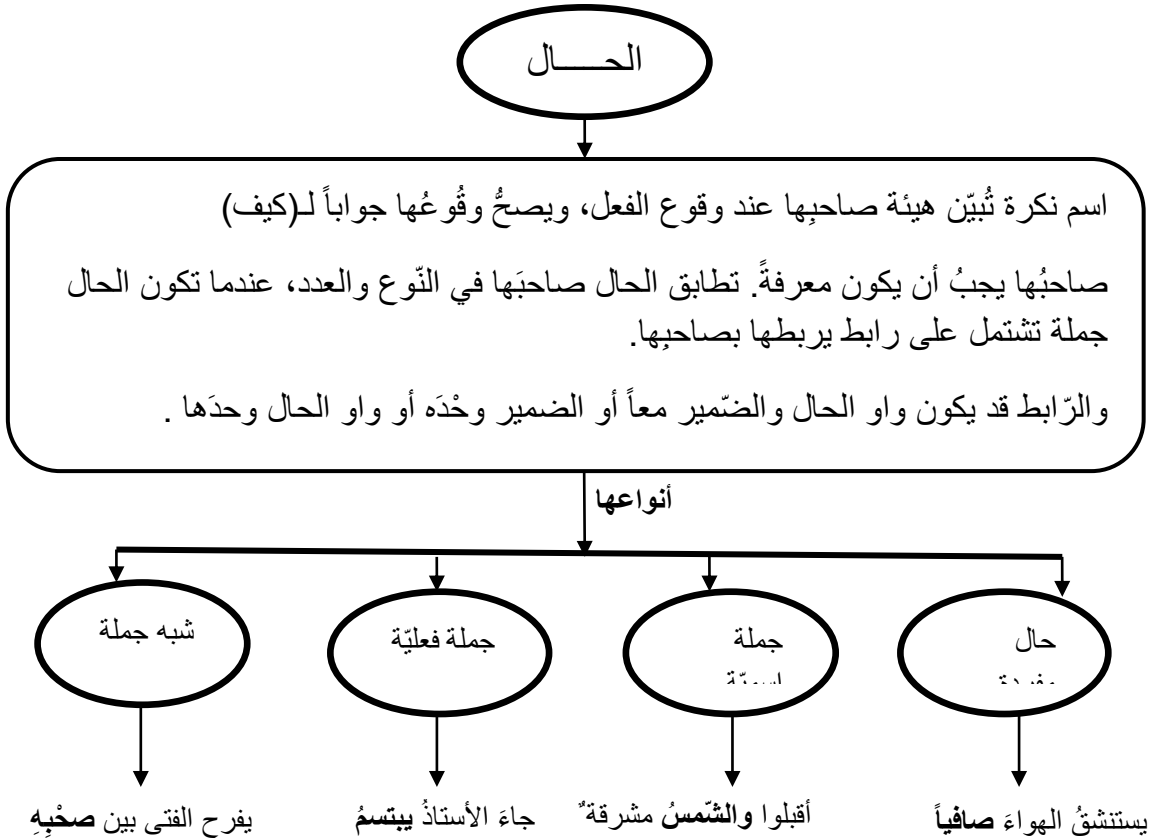 الحـــــال
اسم نكرة تُبيّن هيئة صاحبِها عند وقوع الفعل، ويصحُّ وقُوعُها جواباً لـ(كيف)
صاحبُها يجبُ أن يكون معرفةً. تطابق الحال صاحبَها في النّوع والعدد، عندما تكون الحال
جملة تشتمل على رابط يربطها بصاحبِها.
والرّابط قد يكون واو الحال والضّمير معاً أو الضمير وحْدَه أو واو الحال وحدَها .
أنواعها
حال
مفردة
جملة
اسميّة
جملة فعليّة
شبه جملة
يستنشقُ الهواءَ صافياً
أقبلوا والشّمسُ مشرقة ٌ
جاءَ الأستاذُ يبتسمُ
يفرح الفتى بين صحْبِهِ